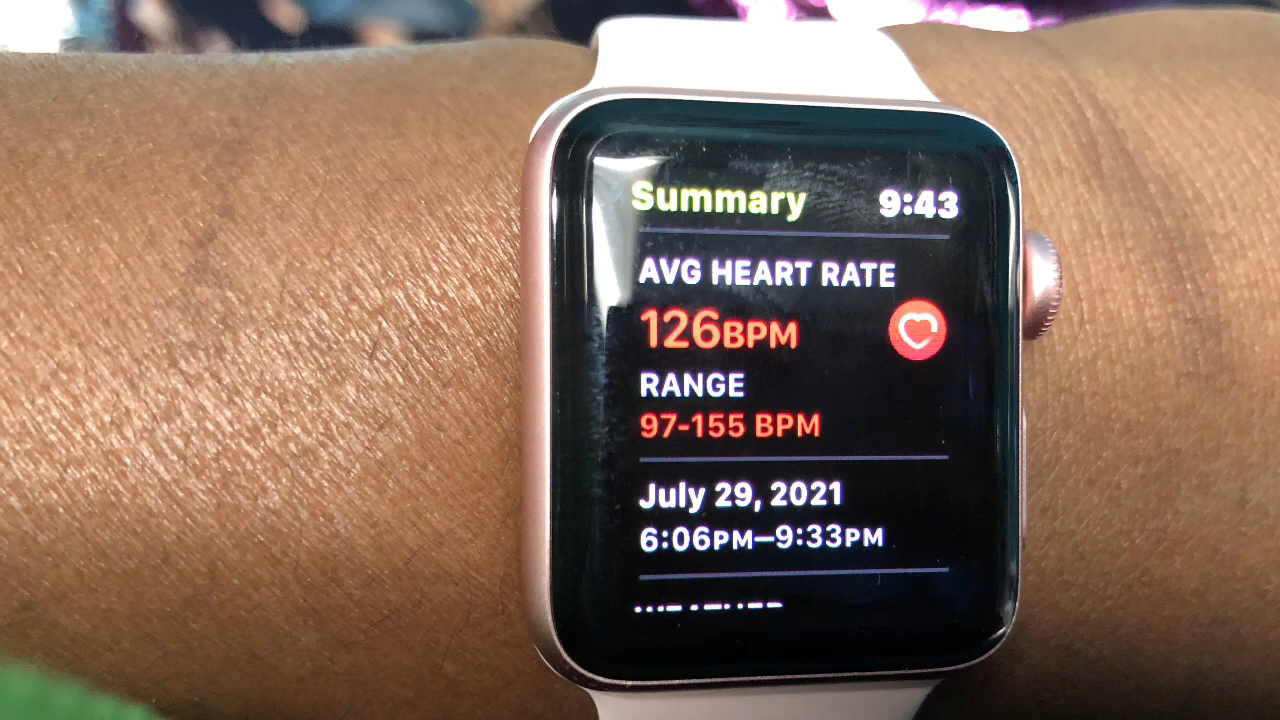 Summary 9:43
AVG HEART RATE
126BPM
RANGE
97-155 BPM
July 29, 2021
6:06PM–9:33PM